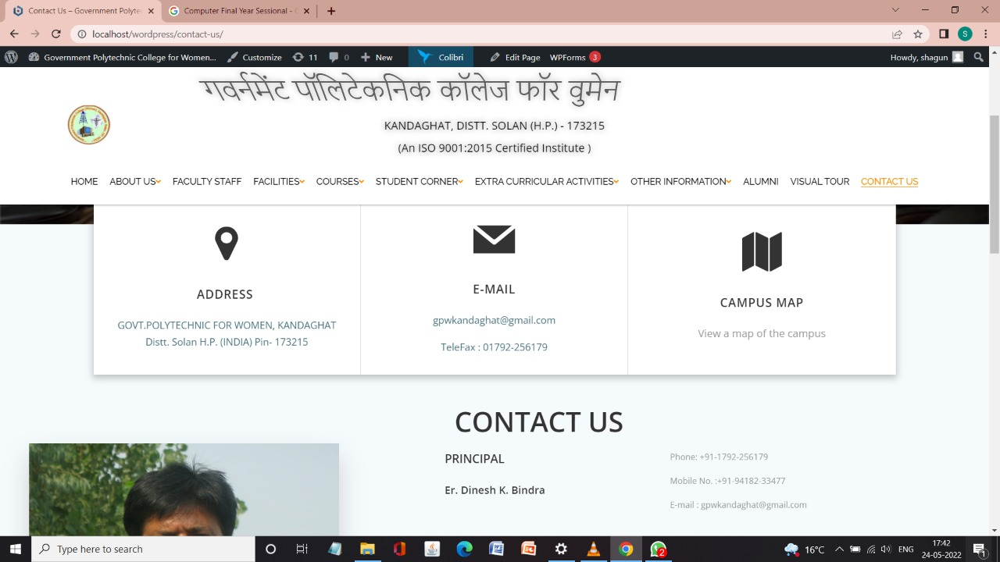 Government Polyte
Computer Animal Year Vocational - C
localhost/wordpress/contact-us/
S
Government Polytechnic College for Women... Customize 11 0 New Colibri Edit Page WPForms 3 Howdy, shagun
गवर्नमेंट पॉलिटेकनिक कॉलेज फॉर वुमेन
KANDAGHAT, DISTT. SOLAN (H.P.) - 173215
(An ISO 9001:2015 Certified Institute )
HOME ABOUT US FACULTY STAFF FACILITIES COURSES STUDENT CORNER EXTRA CURRICULAR ACTIVITIES OTHER INFORMATION ALUMNI VISUAL TOUR CONTACT US
ADDRESS
GOVT.POLYTECHNIC FOR WOMEN, KANDAGHAT
Distt. Solan H.P. (INDIA) Pin- 173215
E-MAIL
gpwkandaghat@gmail.com
TeleFax : 01792-256179
CAMPUS MAP
View a map of the campus
CONTACT US
PRINCIPAL
Er. Dinesh K. Bindra
Phone: +91-1792-256179
Mobile No. :+91-94182-33477
E-mail : gpwkandaghat@gmail.com
Type here to search
2
16°C
ENG
17:42
24-05-2022
1